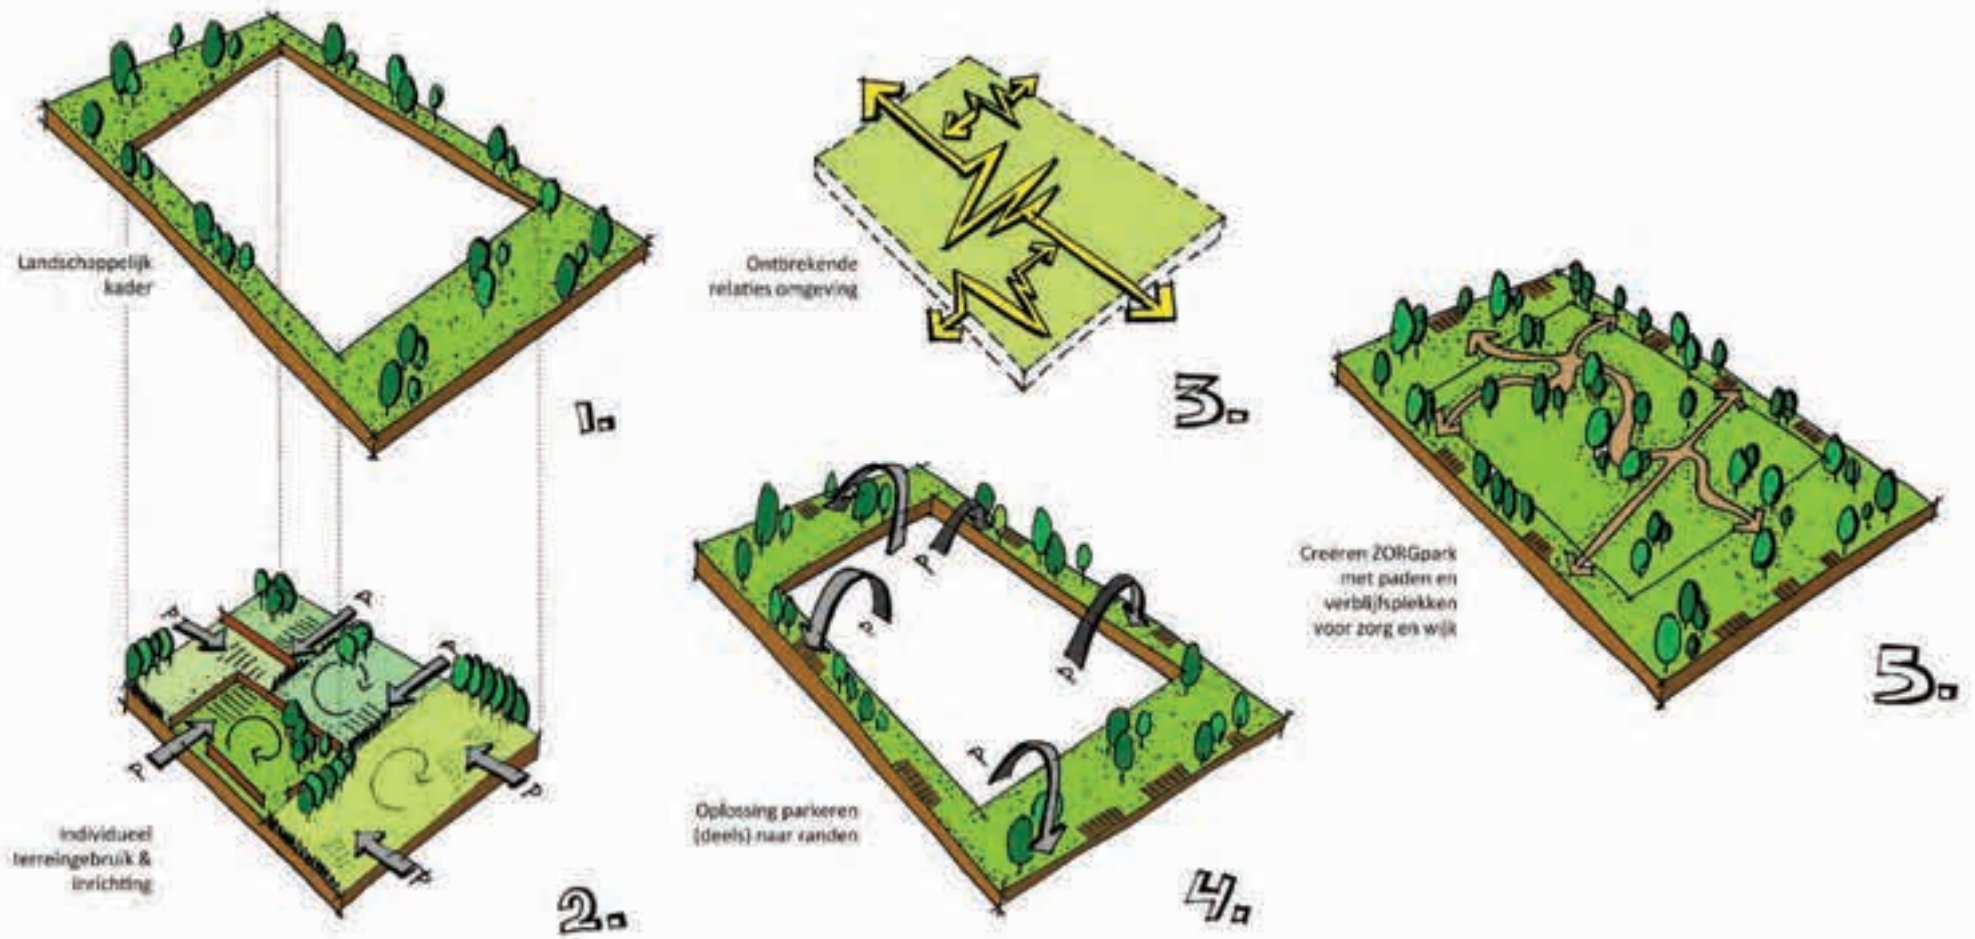 Landschappelijk
kader
1.
P
P
P
P
P
P
Individueel
terreingebruik &
inrichting
2.
Ontbrekende
relaties omgeving
3.
P
P
P
P
P
Oplossing parkeren
(deels) naar randen
4.
Creëren ZORGpark
met paden en
verblijfsplekken
voor zorg en wijk
5.